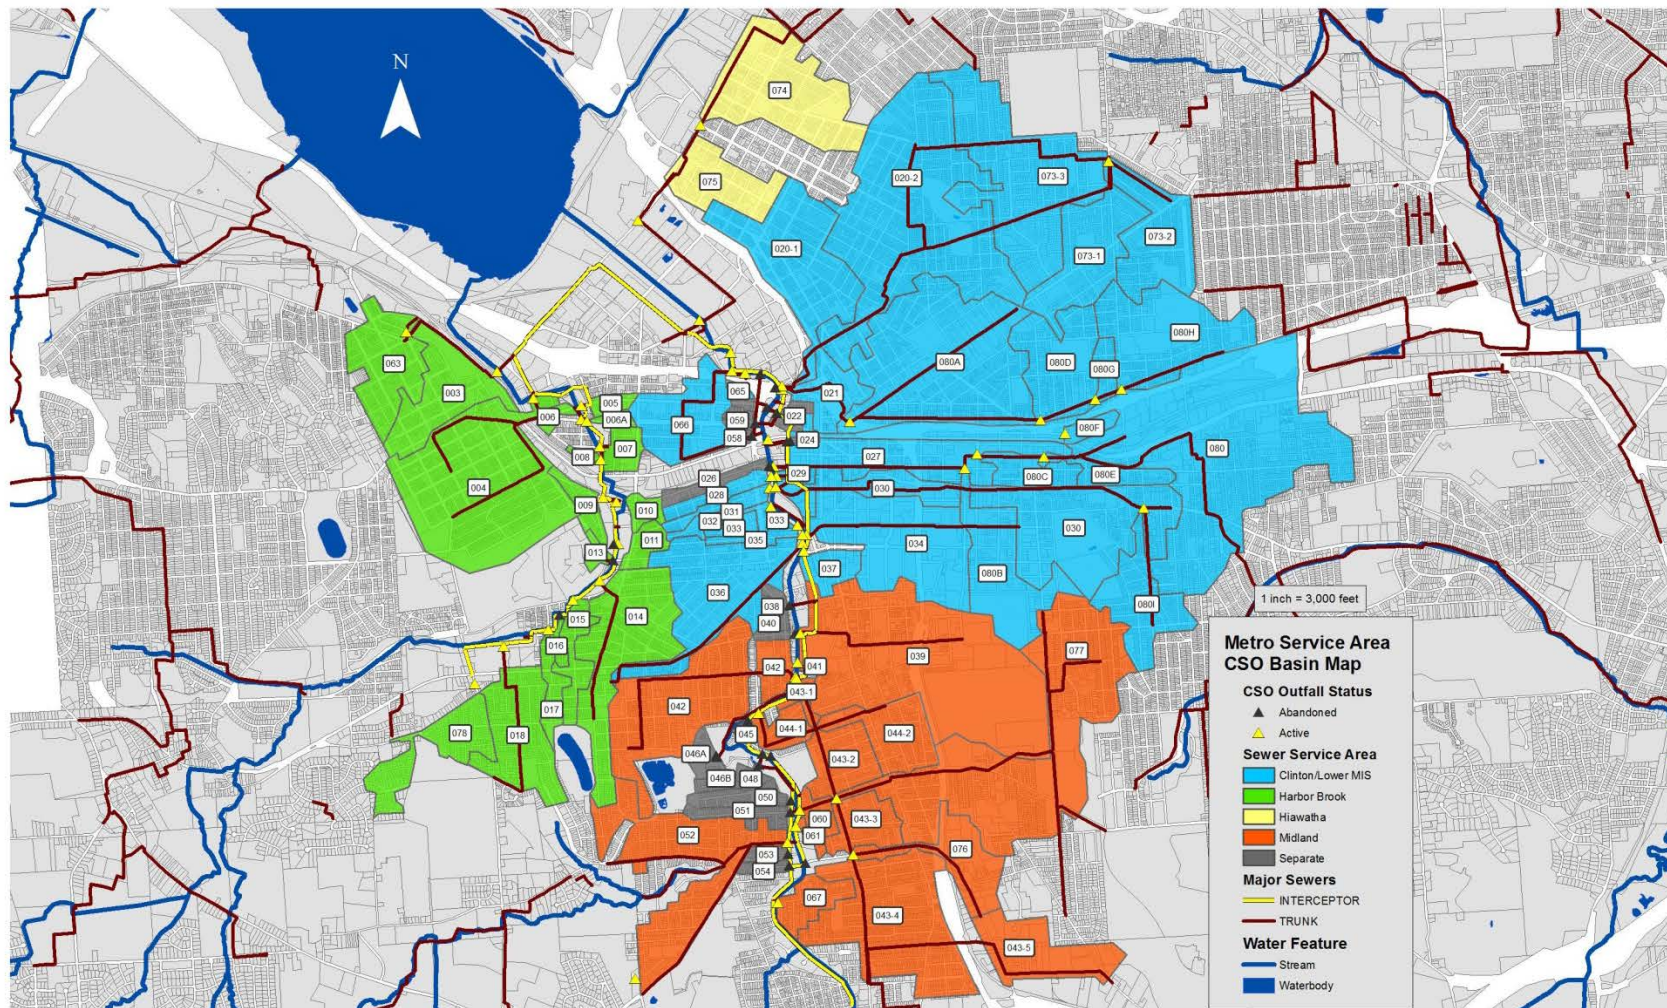 N
074
075
020-2
073-3
020-1
073-1
073-2
063
003
080A
080D
080H
080G
005
006
006A
065
021
066
059
022
058
024
080F
007
008
004
027
080
026
029
080C
080E
028
030
009
010
031
032
033
033
030
011
035
034
013
037
080B
036
038
080I
1 inch = 3,000 feet
014
015
040
016
039
077
042
041
042
043-1
017
078
018
045
044-1
044-2
046A
043-2
046B
048
050
051
060
043-3
052
061
076
053
054
067
043-4
043-5
Metro Service Area
CSO Basin Map
CSO Outfall Status
Abandoned
Active
Sewer Service Area
Clinton/Lower MIS
Harbor Brook
Hiawatha
Midland
Separate
Major Sewers
INTERCEPTOR
TRUNK
Water Feature
Stream
Waterbody